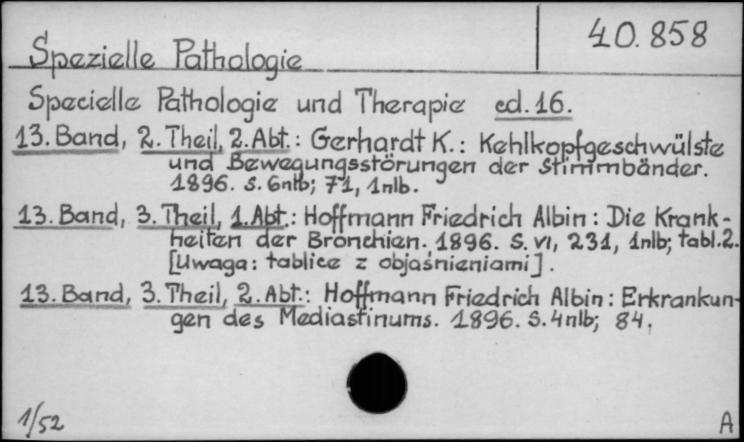 40.858
Spezielle Pathologie
Specielle Pathologie und Therapie ed. 16.
13. Band, 2. Theil, 2. Abt.: Gerhardt K.: Kehlkopfgeschwülste
und Bewegungsstörungen der Stimmbänder.
1896. S. 6nlb; 71, 1nlb.
13. Band, 3. Theil, 1. Abt.: Hoffmann Friedrich Albin: Die Krank-
heiten der Bronchien. 1896. S. VI, 231, 1nlb; tabl.2.
[Uwaga: tablice z objaśnieniami].
13. Band, 3. Theil, 2. Abt.: Hoffmann Friedrich Albin: Erkrankun-
gen des Mediastinums. 1896. S. 4nlb; 84.
1/52
A